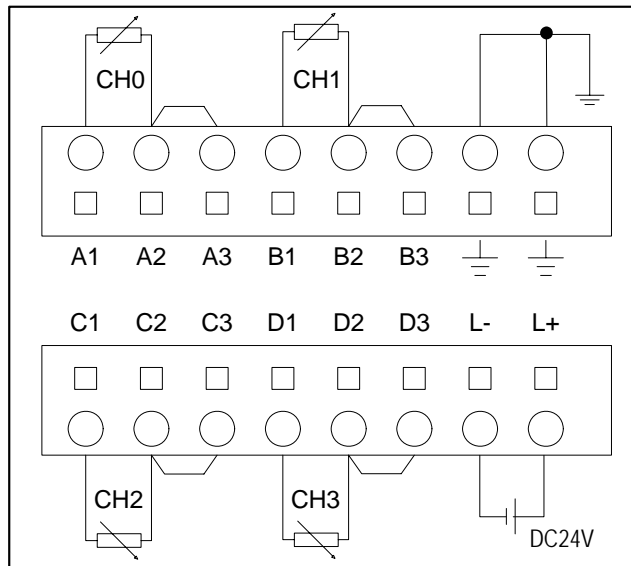 CH0 CH1
A1 A2 A3 B1 B2 B3
C1 C2 C3 D1 D2 D3 L- L+
CH2 CH3
DC24V